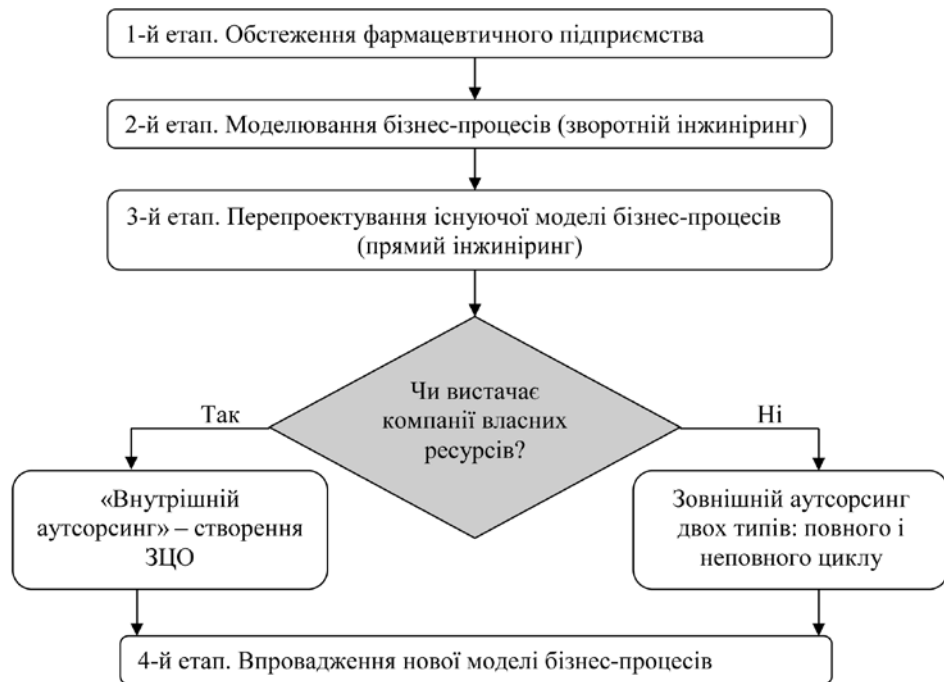 1-й етап. Обстеження фармацевтичного підприємства
2-й етап. Моделювання бізнес-процесів (зворотній інжиніринг)
3-й етап. Перепроектування існуючої моделі бізнес-процесів
(прямий інжиніринг)
Чи вистачає
компанії власних
ресурсів?
Так
Ні
«Внутрішній
аутсорсинг» – створення
ЗЦО
Зовнішній аутсорсинг
двох типів: повного і
неповного циклу
4-й етап. Впровадження нової моделі бізнес-процесів